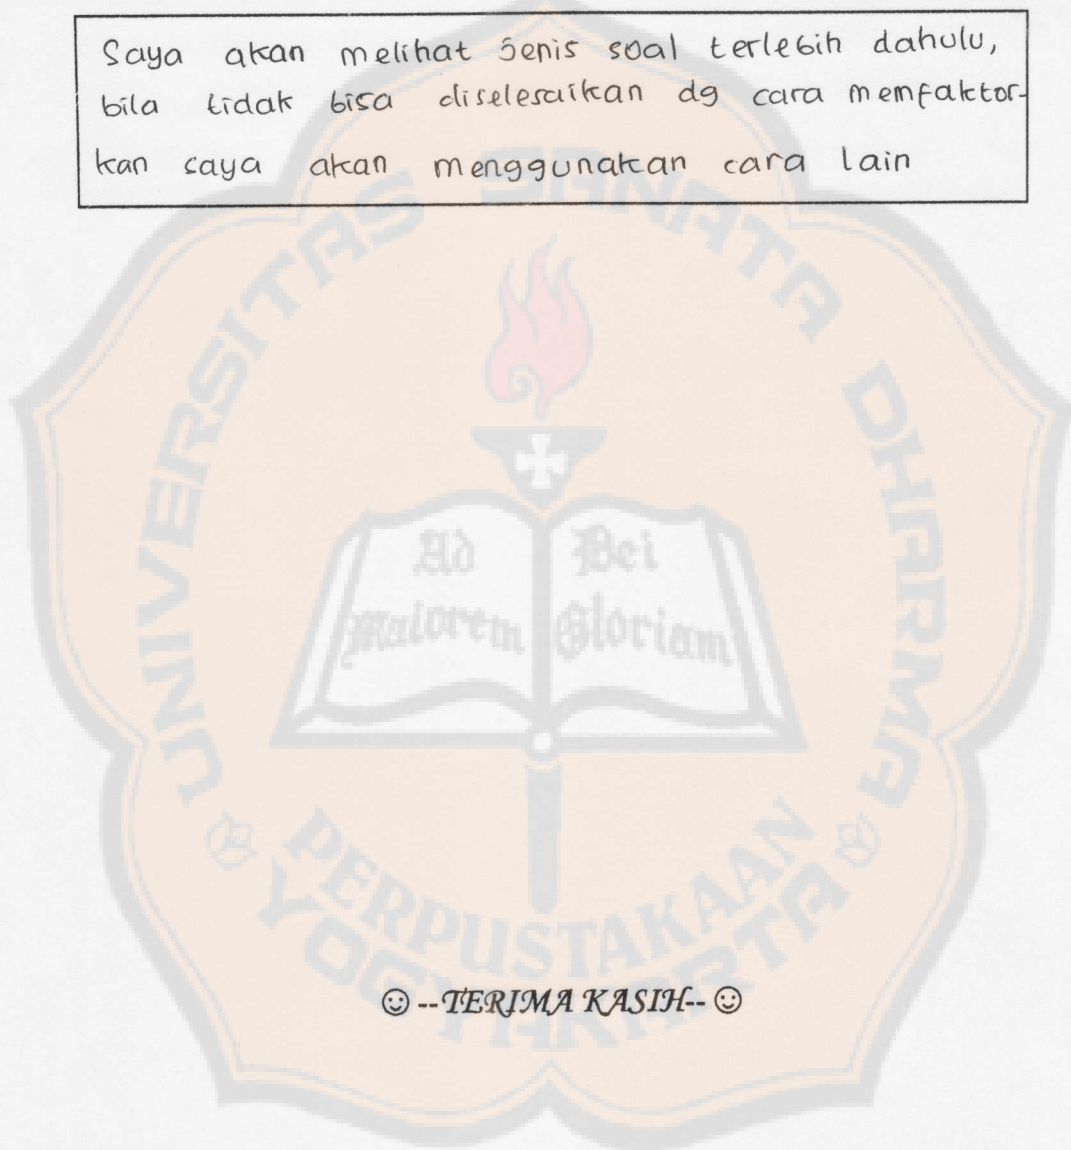 Saya akan melihat jenis soal terlebih dahulu,
bila tidak bisa diselesaikan dg cara memfaktor-
kan saya akan menggunakan cara lain
UNIVERSITAS SANATA DHARMA
Ad Maiorem
Dei Gloriam
PERPUSTAKAAN
YOGYAKARTA
☺ --TERIMA KASIH-- ☺